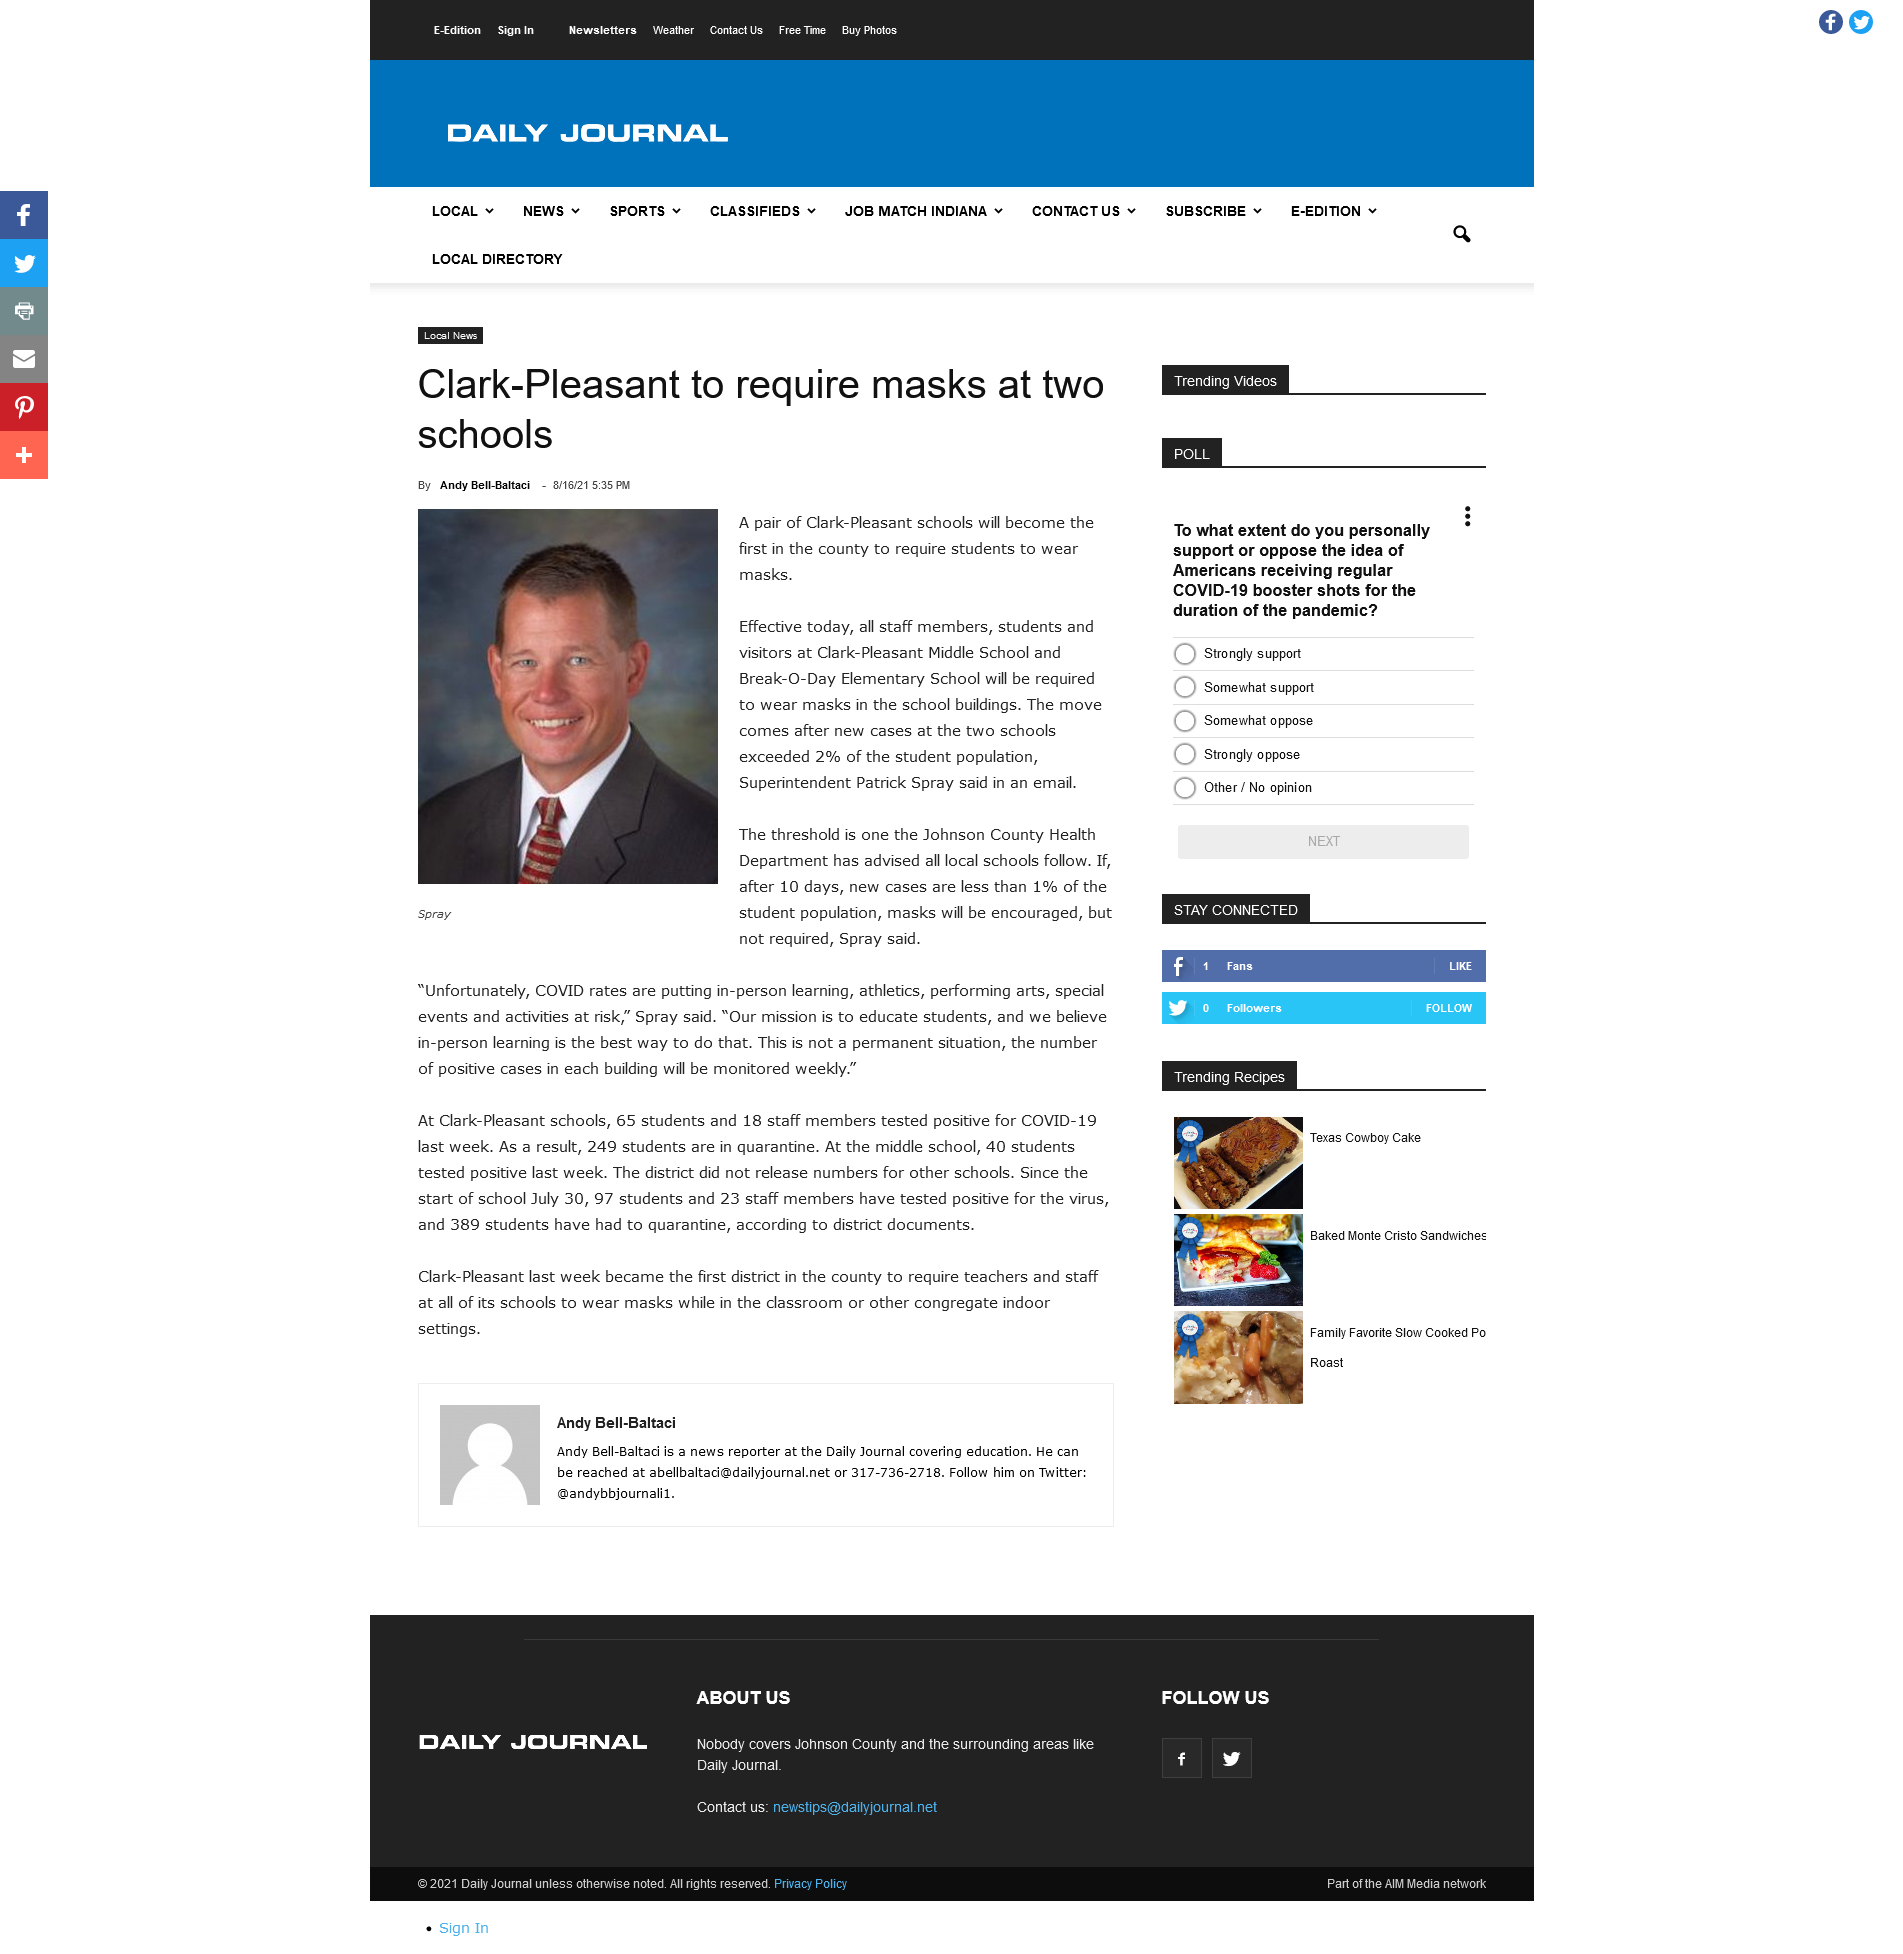 E-Edition Sign In Newsletters Weather Contact Us Free Time Buy Photos
DAILY JOURNAL
LOCAL NEWS SPORTS CLASSIFIEDS JOB MATCH INDIANA CONTACT US SUBSCRIBE E-EDITION
LOCAL DIRECTORY
Local News
Clark-Pleasant to require masks at two
schools
By Andy Bell-Baltaci - 8/16/21 5:35 PM
A pair of Clark-Pleasant schools will become the
first in the county to require students to wear
masks.
Effective today, all staff members, students and
visitors at Clark-Pleasant Middle School and
Break-O-Day Elementary School will be required
to wear masks in the school buildings. The move
comes after new cases at the two schools
exceeded 2% of the student population,
Superintendent Patrick Spray said in an email.
The threshold is one the Johnson County Health
Department has advised all local schools follow. If,
after 10 days, new cases are less than 1% of the
student population, masks will be encouraged, but
not required, Spray said.
Spray
“Unfortunately, COVID rates are putting in-person learning, athletics, performing arts, special
events and activities at risk,” Spray said. “Our mission is to educate students, and we believe
in-person learning is the best way to do that. This is not a permanent situation, the number
of positive cases in each building will be monitored weekly.”
At Clark-Pleasant schools, 65 students and 18 staff members tested positive for COVID-19
last week. As a result, 249 students are in quarantine. At the middle school, 40 students
tested positive last week. The district did not release numbers for other schools. Since the
start of school July 30, 97 students and 23 staff members have tested positive for the virus,
and 389 students have had to quarantine, according to district documents.
Clark-Pleasant last week became the first district in the county to require teachers and staff
at all of its schools to wear masks while in the classroom or other congregate indoor
settings.
Andy Bell-Baltaci
Andy Bell-Baltaci is a news reporter at the Daily Journal covering education. He can
be reached at abellbaltaci@dailyjournal.net or 317-736-2718. Follow him on Twitter:
@andybbjournali1.
Trending Videos
POLL
To what extent do you personally
support or oppose the idea of
Americans receiving regular
COVID-19 booster shots for the
duration of the pandemic?
Strongly support
Somewhat support
Somewhat oppose
Strongly oppose
Other / No opinion
NEXT
STAY CONNECTED
1 Fans LIKE
0 Followers FOLLOW
Trending Recipes
Texas Cowboy Cake
Baked Monte Cristo Sandwiches
Family Favorite Slow Cooked Po
Roast
DAILY JOURNAL
ABOUT US
Nobody covers Johnson County and the surrounding areas like
Daily Journal.
Contact us: newstips@dailyjournal.net
FOLLOW US
© 2021 Daily Journal unless otherwise noted. All rights reserved. Privacy Policy
Part of the AIM Media network
Sign In